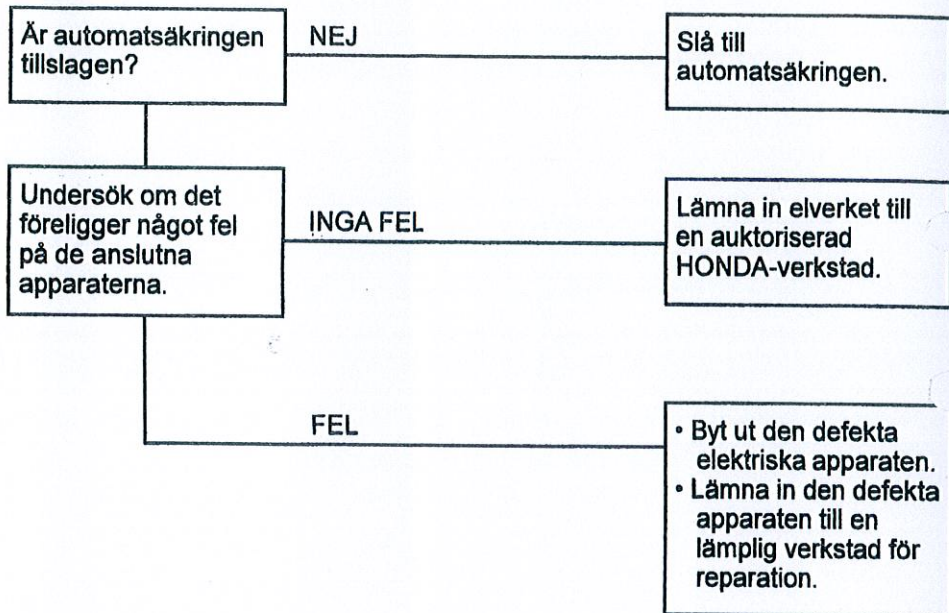 Är automatsäkringen
tillslagen?
NEJ
Slå till
automatsäkringen.
Undersök om det
föreligger något fel
på de anslutna
apparaterna.
INGA FEL
Lämna in elverket till
en auktoriserad
HONDA-verkstad.
FEL
• Byt ut den defekta
elektriska apparaten.
• Lämna in den defekta
apparaten till en
lämplig verkstad för
reparation.